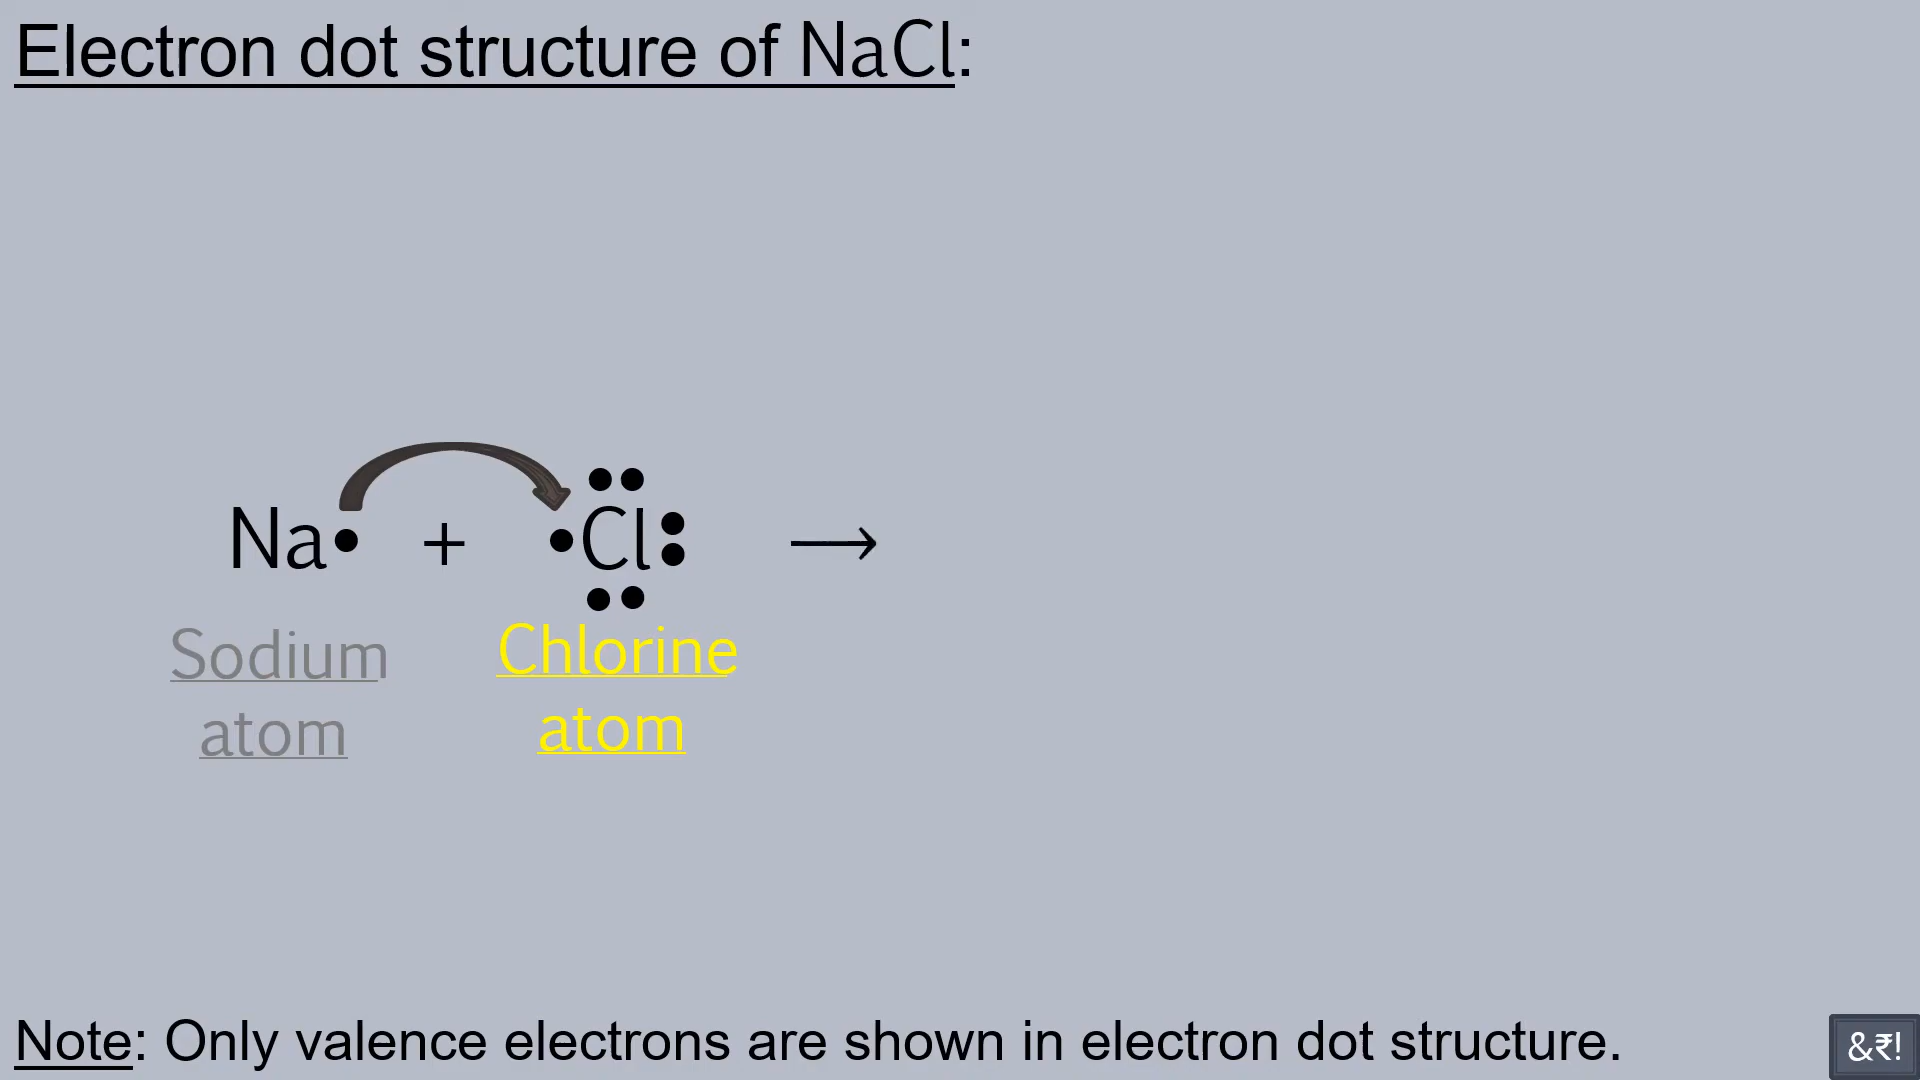 Electron dot structure of NaCl:
Na• + •Cl: ⟶
Sodium
atom
Chlorine
atom
Note: Only valence electrons are shown in electron dot structure.
&₹!